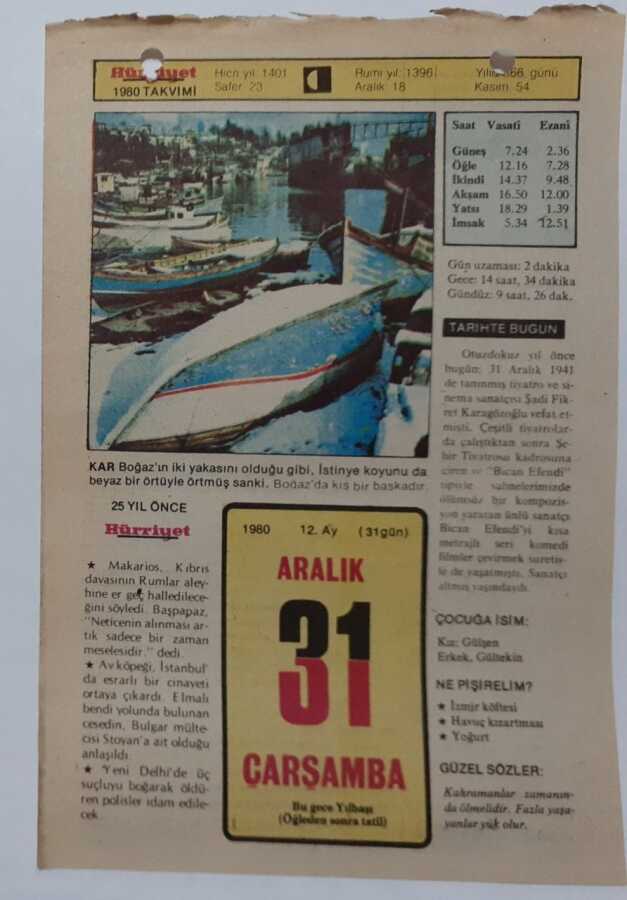 Hürriyet
1980 TAKVİMİ
Hicri yıl: 1401
Safer 23
Rumi yıl: 1396
Aralık 18
Yılın 366. günü
Kasım 54
Saat Vasati Ezani
Güneş 7.24 2.36
Öğle 12.16 7.28
İkindi 14.37 9.48
Akşam 16.50 12.00
Yatsı 18.29 1.39
İmsak 5.34 12.51
Gün uzaması: 2 dakika
Gece: 14 saat, 34 dakika
Gündüz: 9 saat, 26 dak.
KAR Boğaz'ın iki yakasını olduğu gibi, İstinye koyunu da
beyaz bir örtüyle örtmüş sanki. Boğaz'da kış bir başkadır.
TARİHTE BUGÜN
Otuzdokuz yıl önce
bugün: 31 Aralık 1941
de tanınmış tiyatro ve si-
nema sanatçısı Şadi Fik-
ret Karagözoğlu vefat et-
mişti. Çeşitli tiyatrolar-
da çalıştıktan sonra Şe-
hir Tiyatrosu kadrosuna
giren ve "Bican Efendi"
tipiyle sahnelerimizde
ölümsüz bir kompozis-
yon yaratan ünlü sanatçı
Bican Efendi'yi kısa
metrajlı seri komedi
filmler çevirmek suretiy-
le de yaşatmıştı. Sanatçı
altmış yaşındaydı.
25 YIL ÖNCE
Hürriyet
★ Makarios, Kıbrıs
davasının Rumlar aley-
hine er geç halledilece-
ğini söyledi. Başpapaz,
"Neticenin alınması ar-
tık sadece bir zaman
meselesidir." dedi.
★ Av köpeği, İstanbul'
da esrarlı bir cinayeti
ortaya çıkardı. Elmalı
bendi yolunda bulunan
cesedin, Bulgar mülte-
cisi Stoyan'a ait olduğu
anlaşıldı.
★ Yeni Delhi'de üç
suçluyu boğarak öldü-
ren polisler idam edile-
cek.
1980 12. Ay (31gün)
ARALIK
31
ÇARŞAMBA
Bu gece Yılbaşı
(Öğleden sonra tatil)
ÇOCUĞA İSİM:
Kız: Gülşen
Erkek: Gültekin
NE PİŞİRELİM?
★ İzmir köftesi
★ Havuç kızartması
★ Yoğurt
GÜZEL SÖZLER:
Kahramanlar zamanın-
da ölmelidir. Fazla yaşa-
yanlar yük olur.